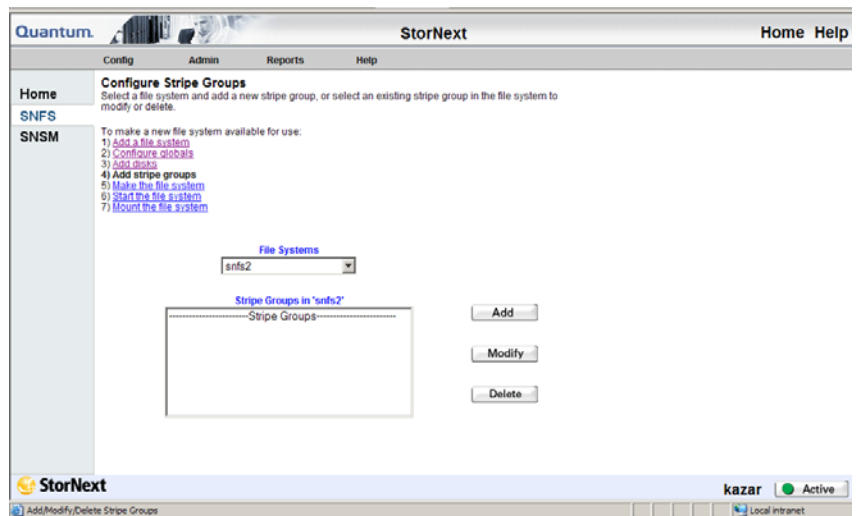 Quantum.
StorNext
Home Help
Config Admin Reports Help
Home
SNFS
SNSM
Configure Stripe Groups
Select a file system and add a new stripe group, or select an existing stripe group in the file system to
modify or delete.
To make a new file system available for use:
1) Add a file system
2) Configure globals
3) Add disks
4) Add stripe groups
5) Make the file system
6) Start the file system
7) Mount the file system
File Systems
snfs2
Stripe Groups in 'snfs2'
------------------------Stripe Groups------------------------
Add
Modify
Delete
StorNext
kazar
Active
Add/Modify/Delete Stripe Groups
Local intranet